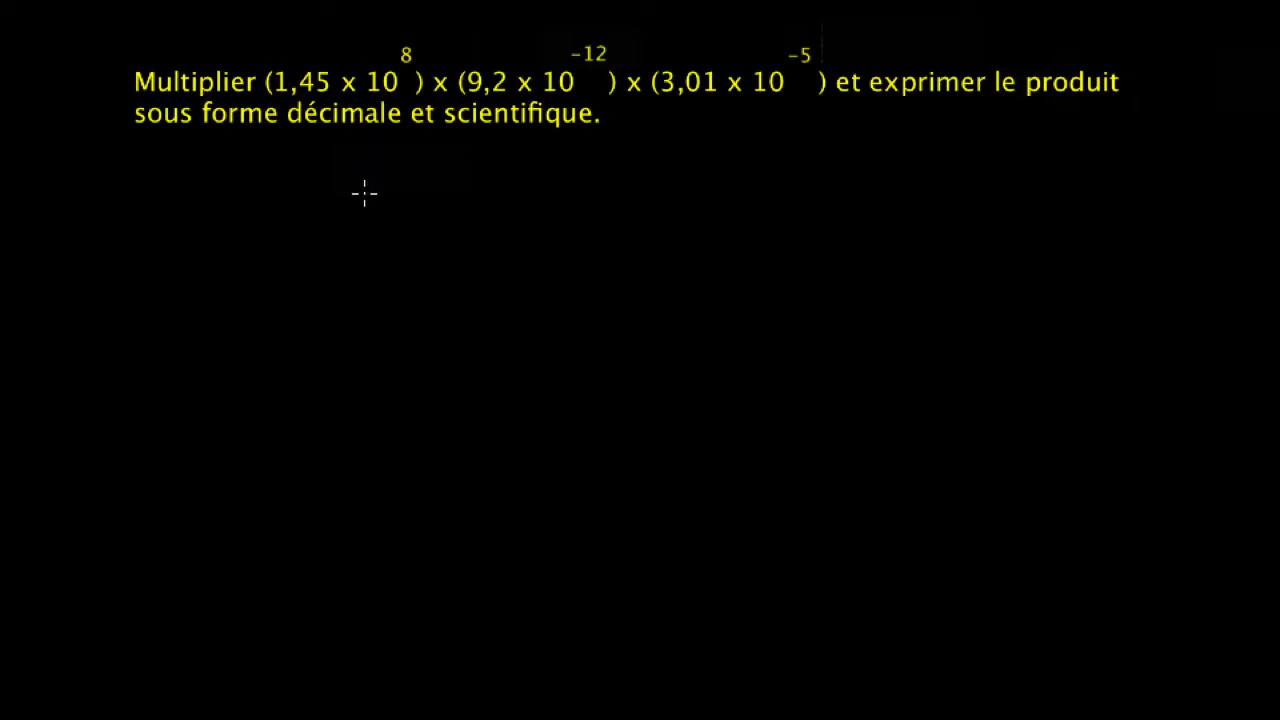 Multiplier (1,45 x 10⁸) x (9,2 x 10⁻¹²) x (3,01 x 10⁻⁵) et exprimer le produit
sous forme décimale et scientifique.